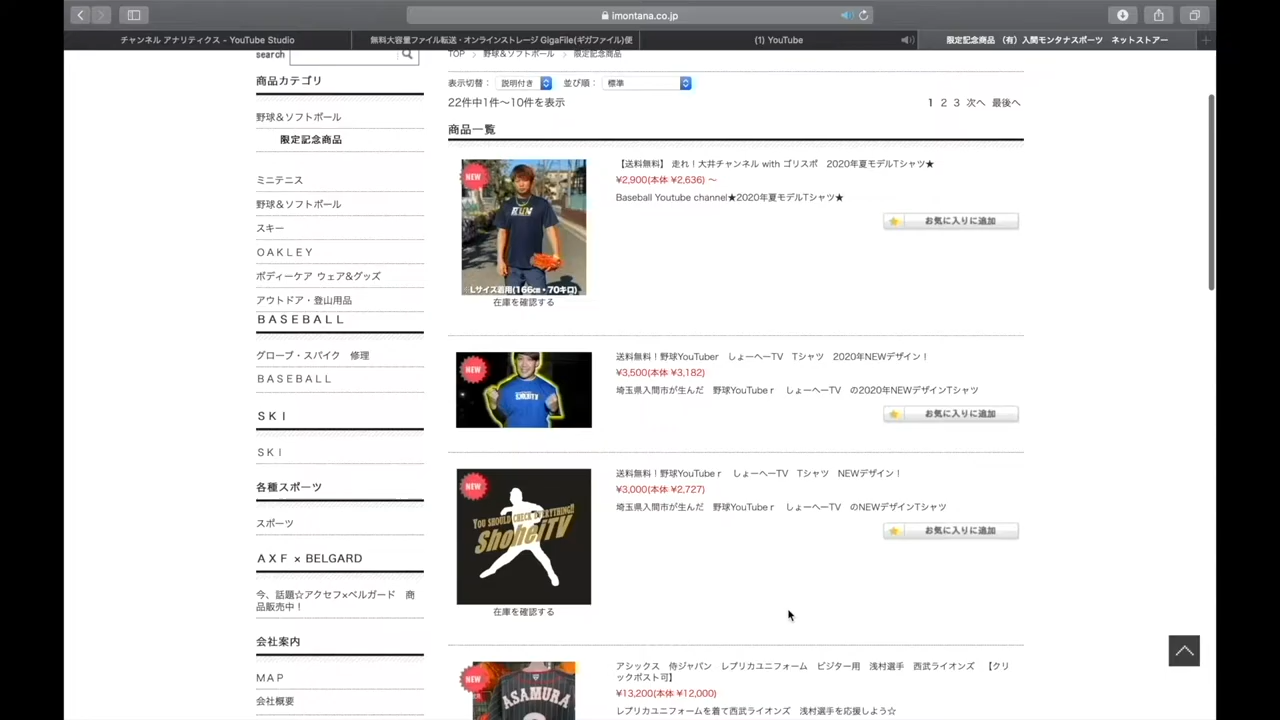 imontana.co.jp
チャンネル アナリティクス - YouTube Studio
無料大容量ファイル転送・オンラインストレージ GigaFile(ギガファイル)便
(1) YouTube
限定記念商品 （有）入間モンタナスポーツ ネットストアー
search
TOP > 野球＆ソフトボール > 限定記念商品
商品カテゴリ
野球＆ソフトボール
限定記念商品
ミニテニス
野球＆ソフトボール
スキー
ＯＡＫＬＥＹ
ボディーケア ウェア&グッズ
アウトドア・登山用品
ＢＡＳＥＢＡＬＬ
グローブ・スパイク　修理
ＢＡＳＥＢＡＬＬ
ＳＫＩ
ＳＫＩ
各種スポーツ
スポーツ
ＡＸＦ × BELGARD
今、話題☆アクセフ×ベルガード　商
品販売中！
会社案内
ＭＡＰ
会社概要
表示切替： 説明付き 並び順： 標準
22件中1件〜10件を表示
1 2 3 次へ 最後へ
商品一覧
NEW
RUN
※Lサイズ着用(166cm・70キロ)
在庫を確認する
【送料無料】 走れ！大井チャンネル with ゴリスポ　2020年夏モデルTシャツ★
¥2,900(本体 ¥2,636) 〜
Baseball Youtube channel★2020年夏モデルTシャツ★
お気に入りに追加
NEW
SHOHEITV
送料無料！野球YouTuber　しょーへーTV　Tシャツ　2020年NEWデザイン！
¥3,500(本体 ¥3,182)
埼玉県入間市が生んだ　野球YouTubeｒ　しょーへーTV　の2020年NEWデザインTシャツ
お気に入りに追加
NEW
YOU SHOULD CHECK EVERYTHING!!
ShoheiTV
在庫を確認する
送料無料！野球YouTubeｒ　しょーへーTV　Tシャツ　NEWデザイン！
¥3,000(本体 ¥2,727)
埼玉県入間市が生んだ　野球YouTubeｒ　しょーへーTV　のNEWデザインTシャツ
お気に入りに追加
NEW
ASAMURA
アシックス　侍ジャパン　レプリカユニフォーム　ビジター用　浅村選手　西武ライオンズ　【クリ
ックポスト可】
¥13,200(本体 ¥12,000)
レプリカユニフォームを着て西武ライオンズ　浅村選手を応援しよう☆